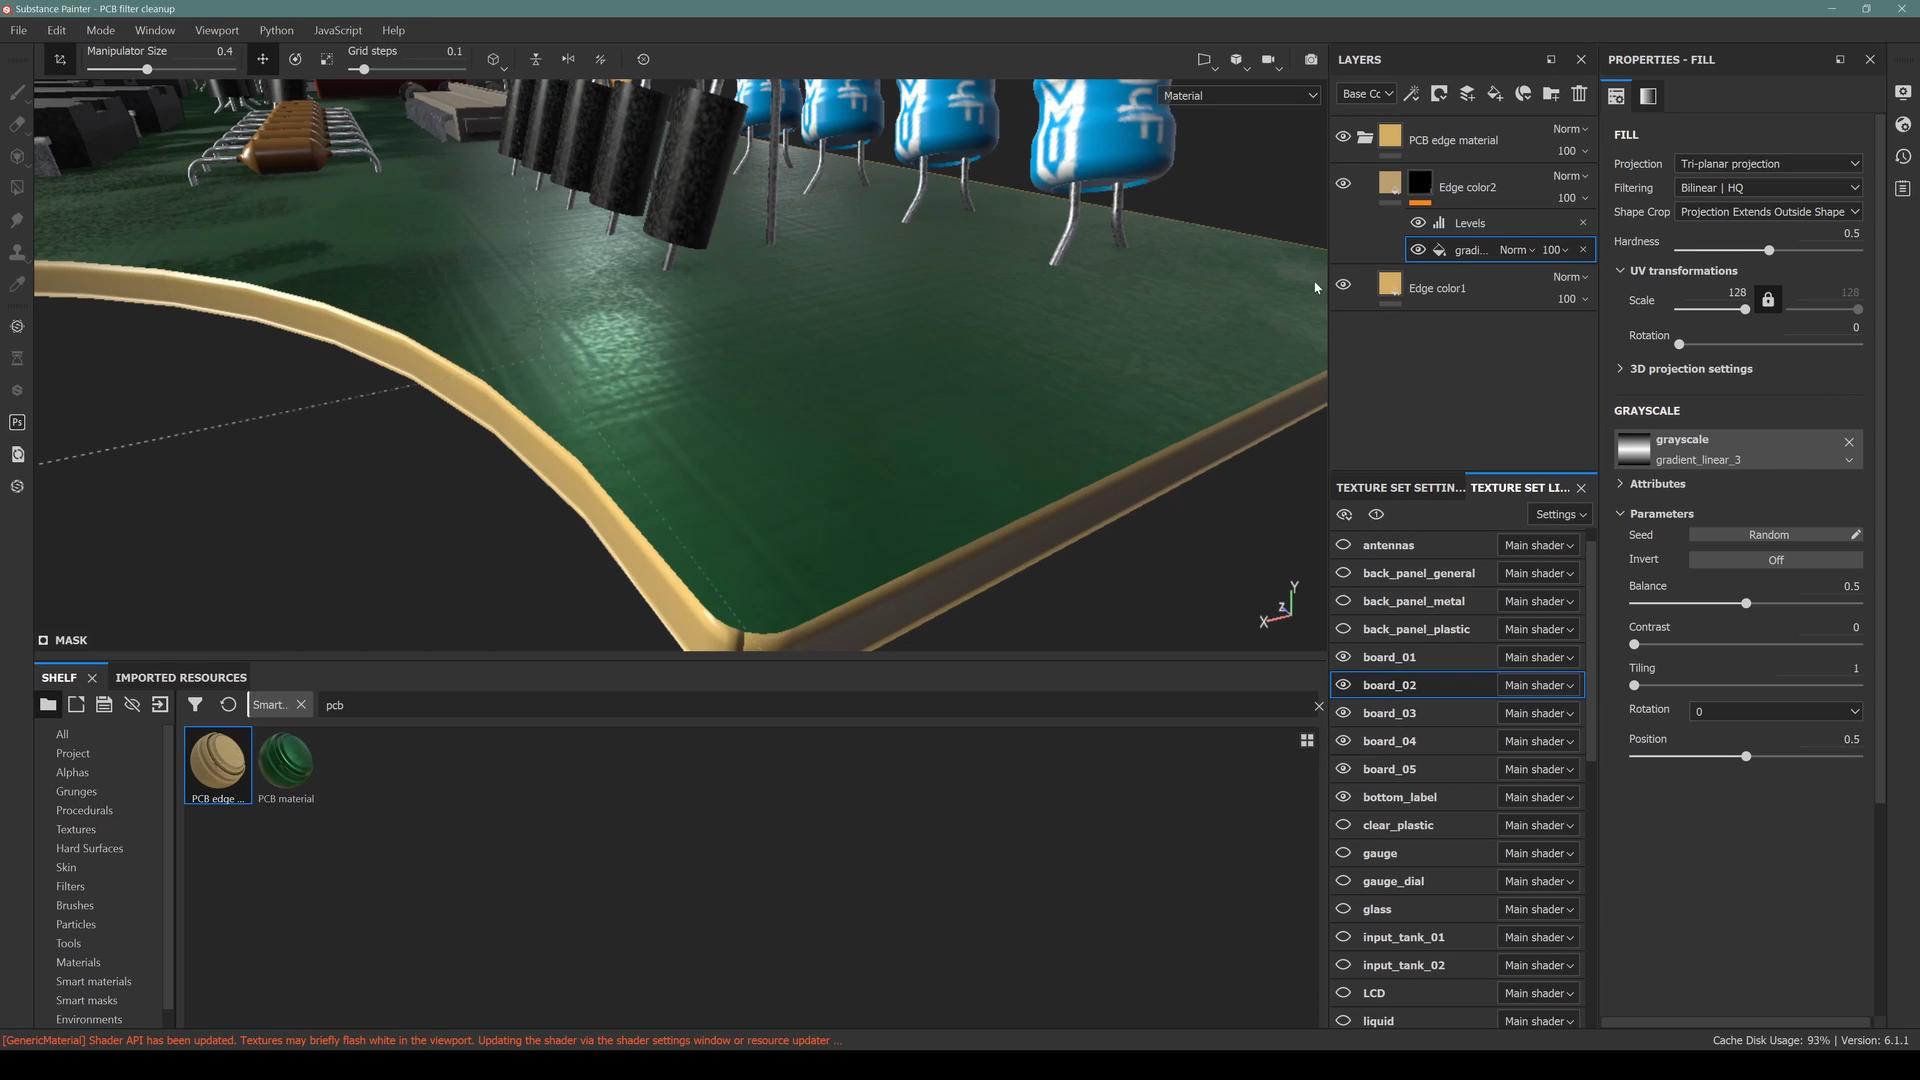 Substance Painter - PCB filter cleanup
File Edit Mode Window Viewport Python JavaScript Help
Manipulator Size 0.4 Grid steps 0.1
Material
MASK
Y
Z
X
SHELF IMPORTED RESOURCES
Smart.. pcb
All
Project
Alphas
Grunges
Procedurals
Textures
Hard Surfaces
Skin
Filters
Brushes
Particles
Tools
Materials
Smart materials
Smart masks
Environments
PCB edge ... PCB material
LAYERS
Base Cc
PCB edge material Norm 100
Edge color2 Norm 100
Levels
gradi... Norm 100
Edge color1 Norm 100
TEXTURE SET SETTIN... TEXTURE SET LI...
Settings
antennas Main shader
back_panel_general Main shader
back_panel_metal Main shader
back_panel_plastic Main shader
board_01 Main shader
board_02 Main shader
board_03 Main shader
board_04 Main shader
board_05 Main shader
bottom_label Main shader
clear_plastic Main shader
gauge Main shader
gauge_dial Main shader
glass Main shader
input_tank_01 Main shader
input_tank_02 Main shader
LCD Main shader
liquid Main shader
PROPERTIES - FILL
FILL
Projection Tri-planar projection
Filtering Bilinear | HQ
Shape Crop Projection Extends Outside Shape
Hardness 0.5
UV transformations
Scale 128 128
Rotation 0
3D projection settings
GRAYSCALE
grayscale
gradient_linear_3
Attributes
Parameters
Seed Random
Invert Off
Balance 0.5
Contrast 0
Tiling 1
Rotation 0
Position 0.5
Ps
[GenericMaterial] Shader API has been updated. Textures may briefly flash white in the viewport. Updating the shader via the shader settings window or resource updater ...
Cache Disk Usage: 93% | Version: 6.1.1